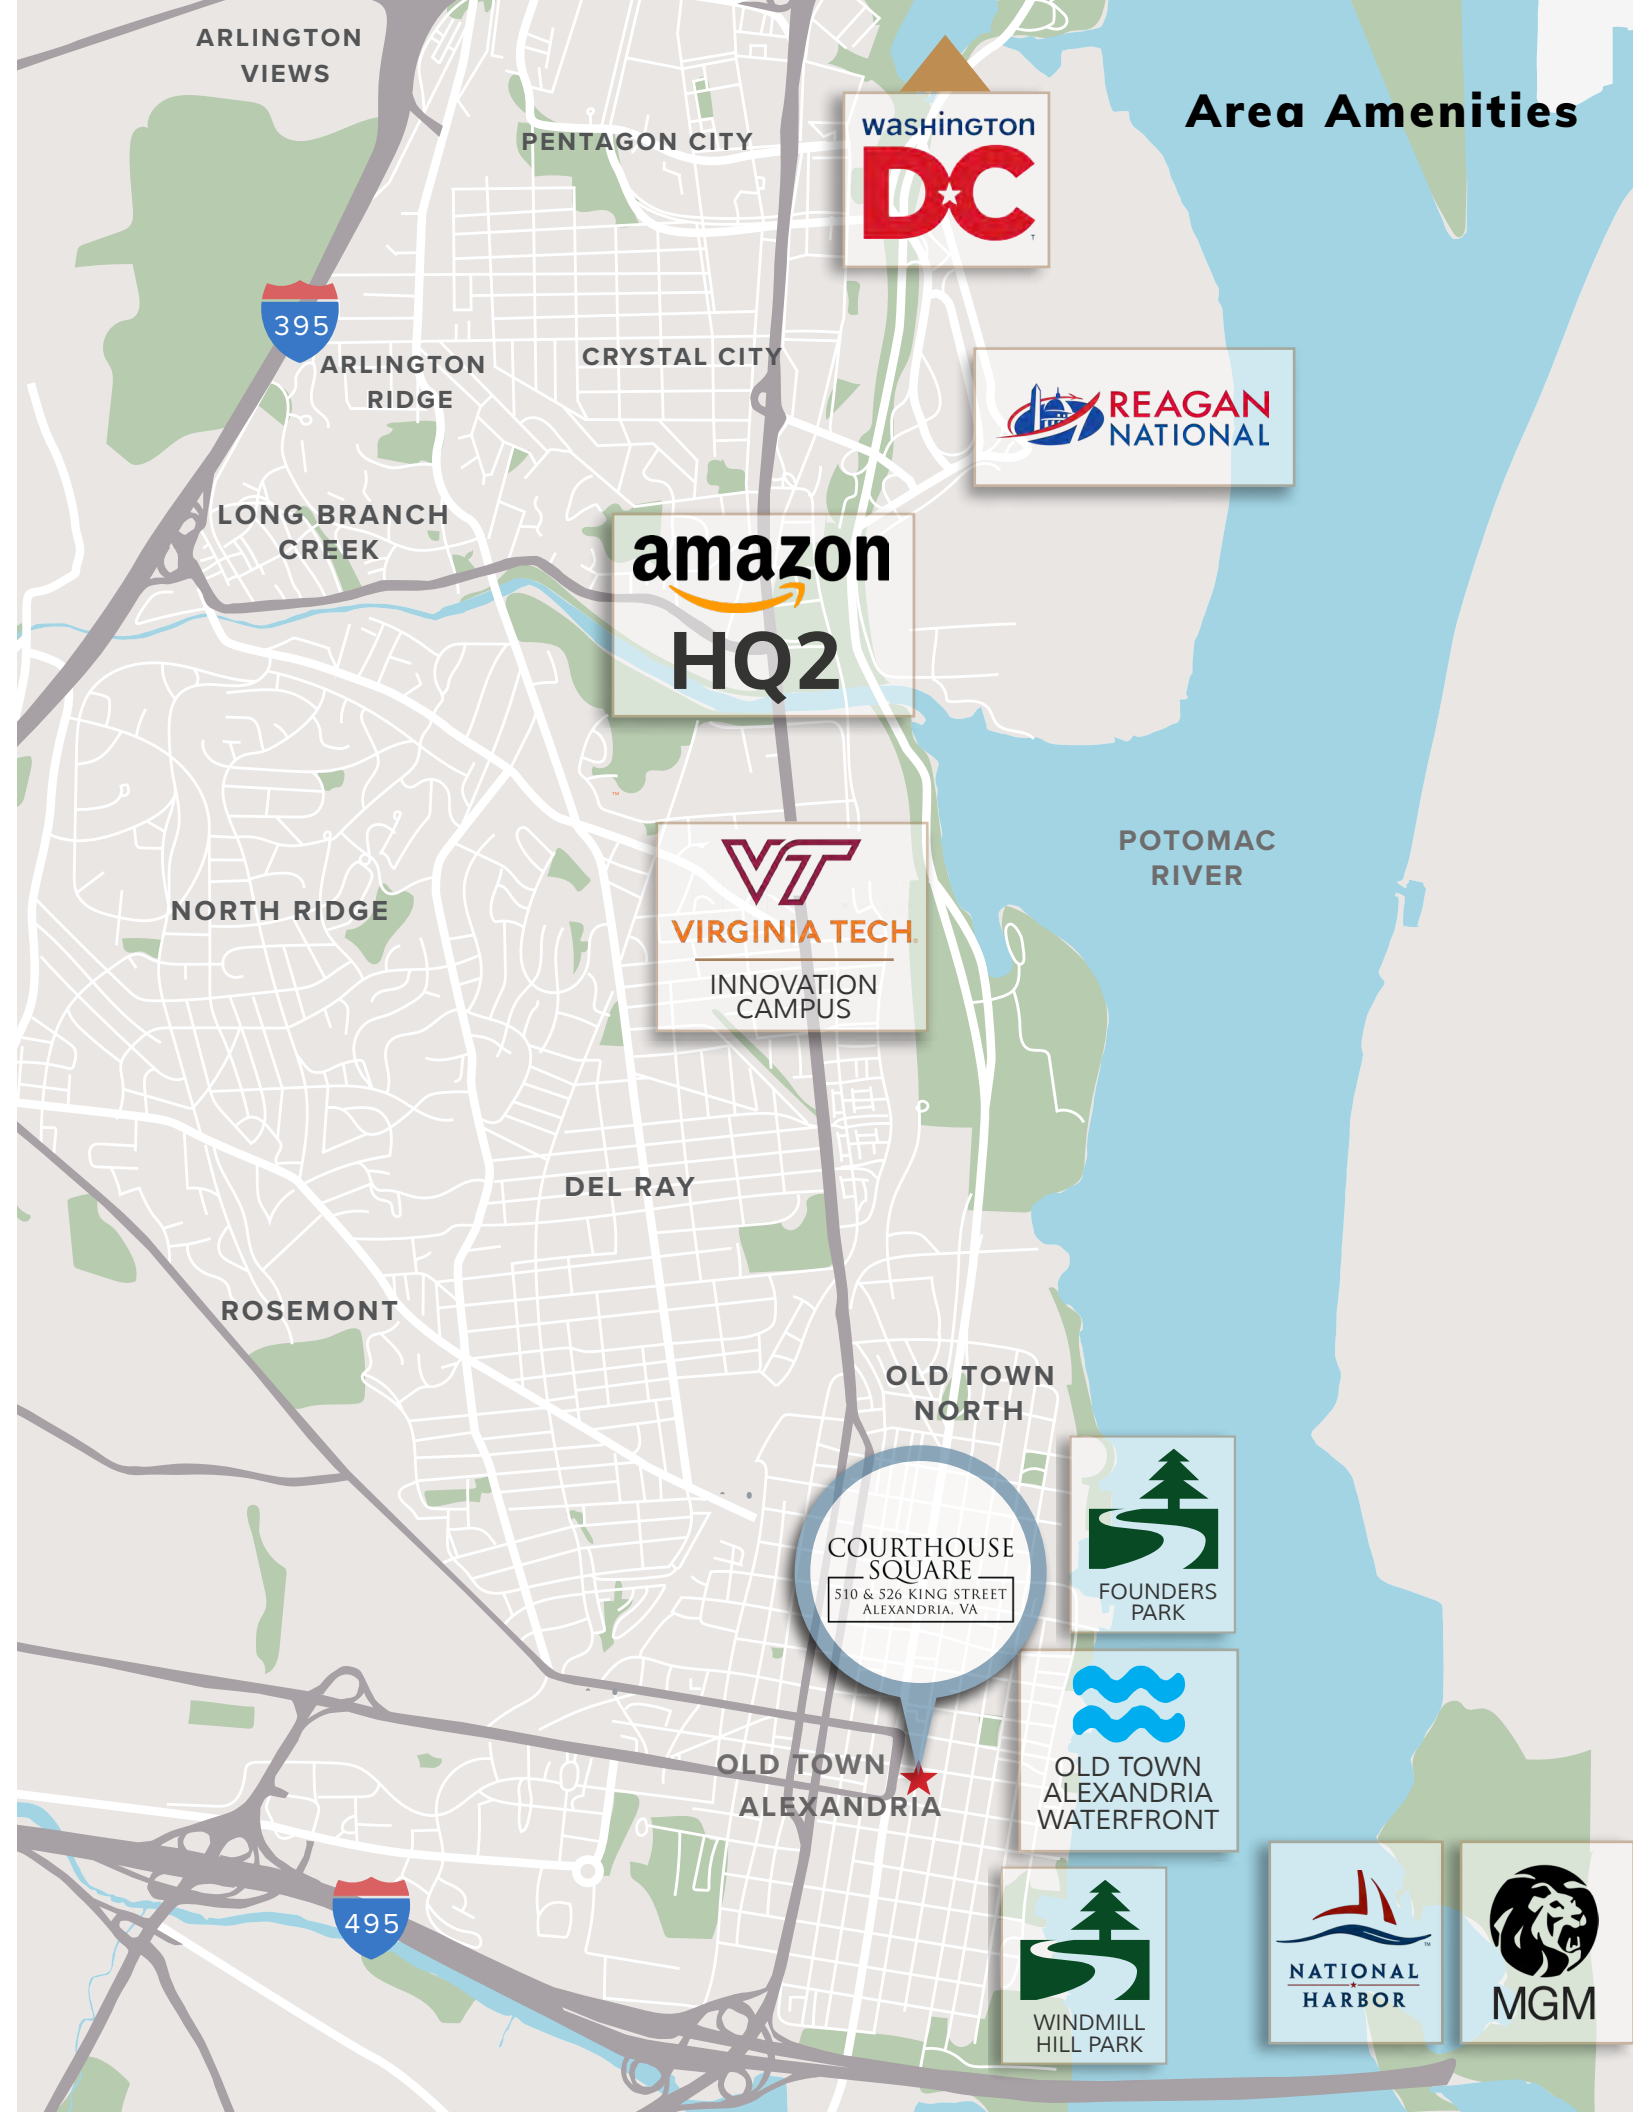 Area Amenities
ARLINGTON
VIEWS
PENTAGON CITY
WASHINGTON
DC
395
ARLINGTON
RIDGE
CRYSTAL CITY
REAGAN
NATIONAL
LONG BRANCH
CREEK
amazon
HQ2
POTOMAC
RIVER
VT
VIRGINIA TECH
INNOVATION
CAMPUS
NORTH RIDGE
DEL RAY
ROSEMONT
OLD TOWN
NORTH
COURTHOUSE
SQUARE
510 & 526 KING STREET
ALEXANDRIA, VA
FOUNDERS
PARK
OLD TOWN
ALEXANDRIA
OLD TOWN
ALEXANDRIA
WATERFRONT
495
WINDMILL
HILL PARK
NATIONAL
HARBOR
MGM